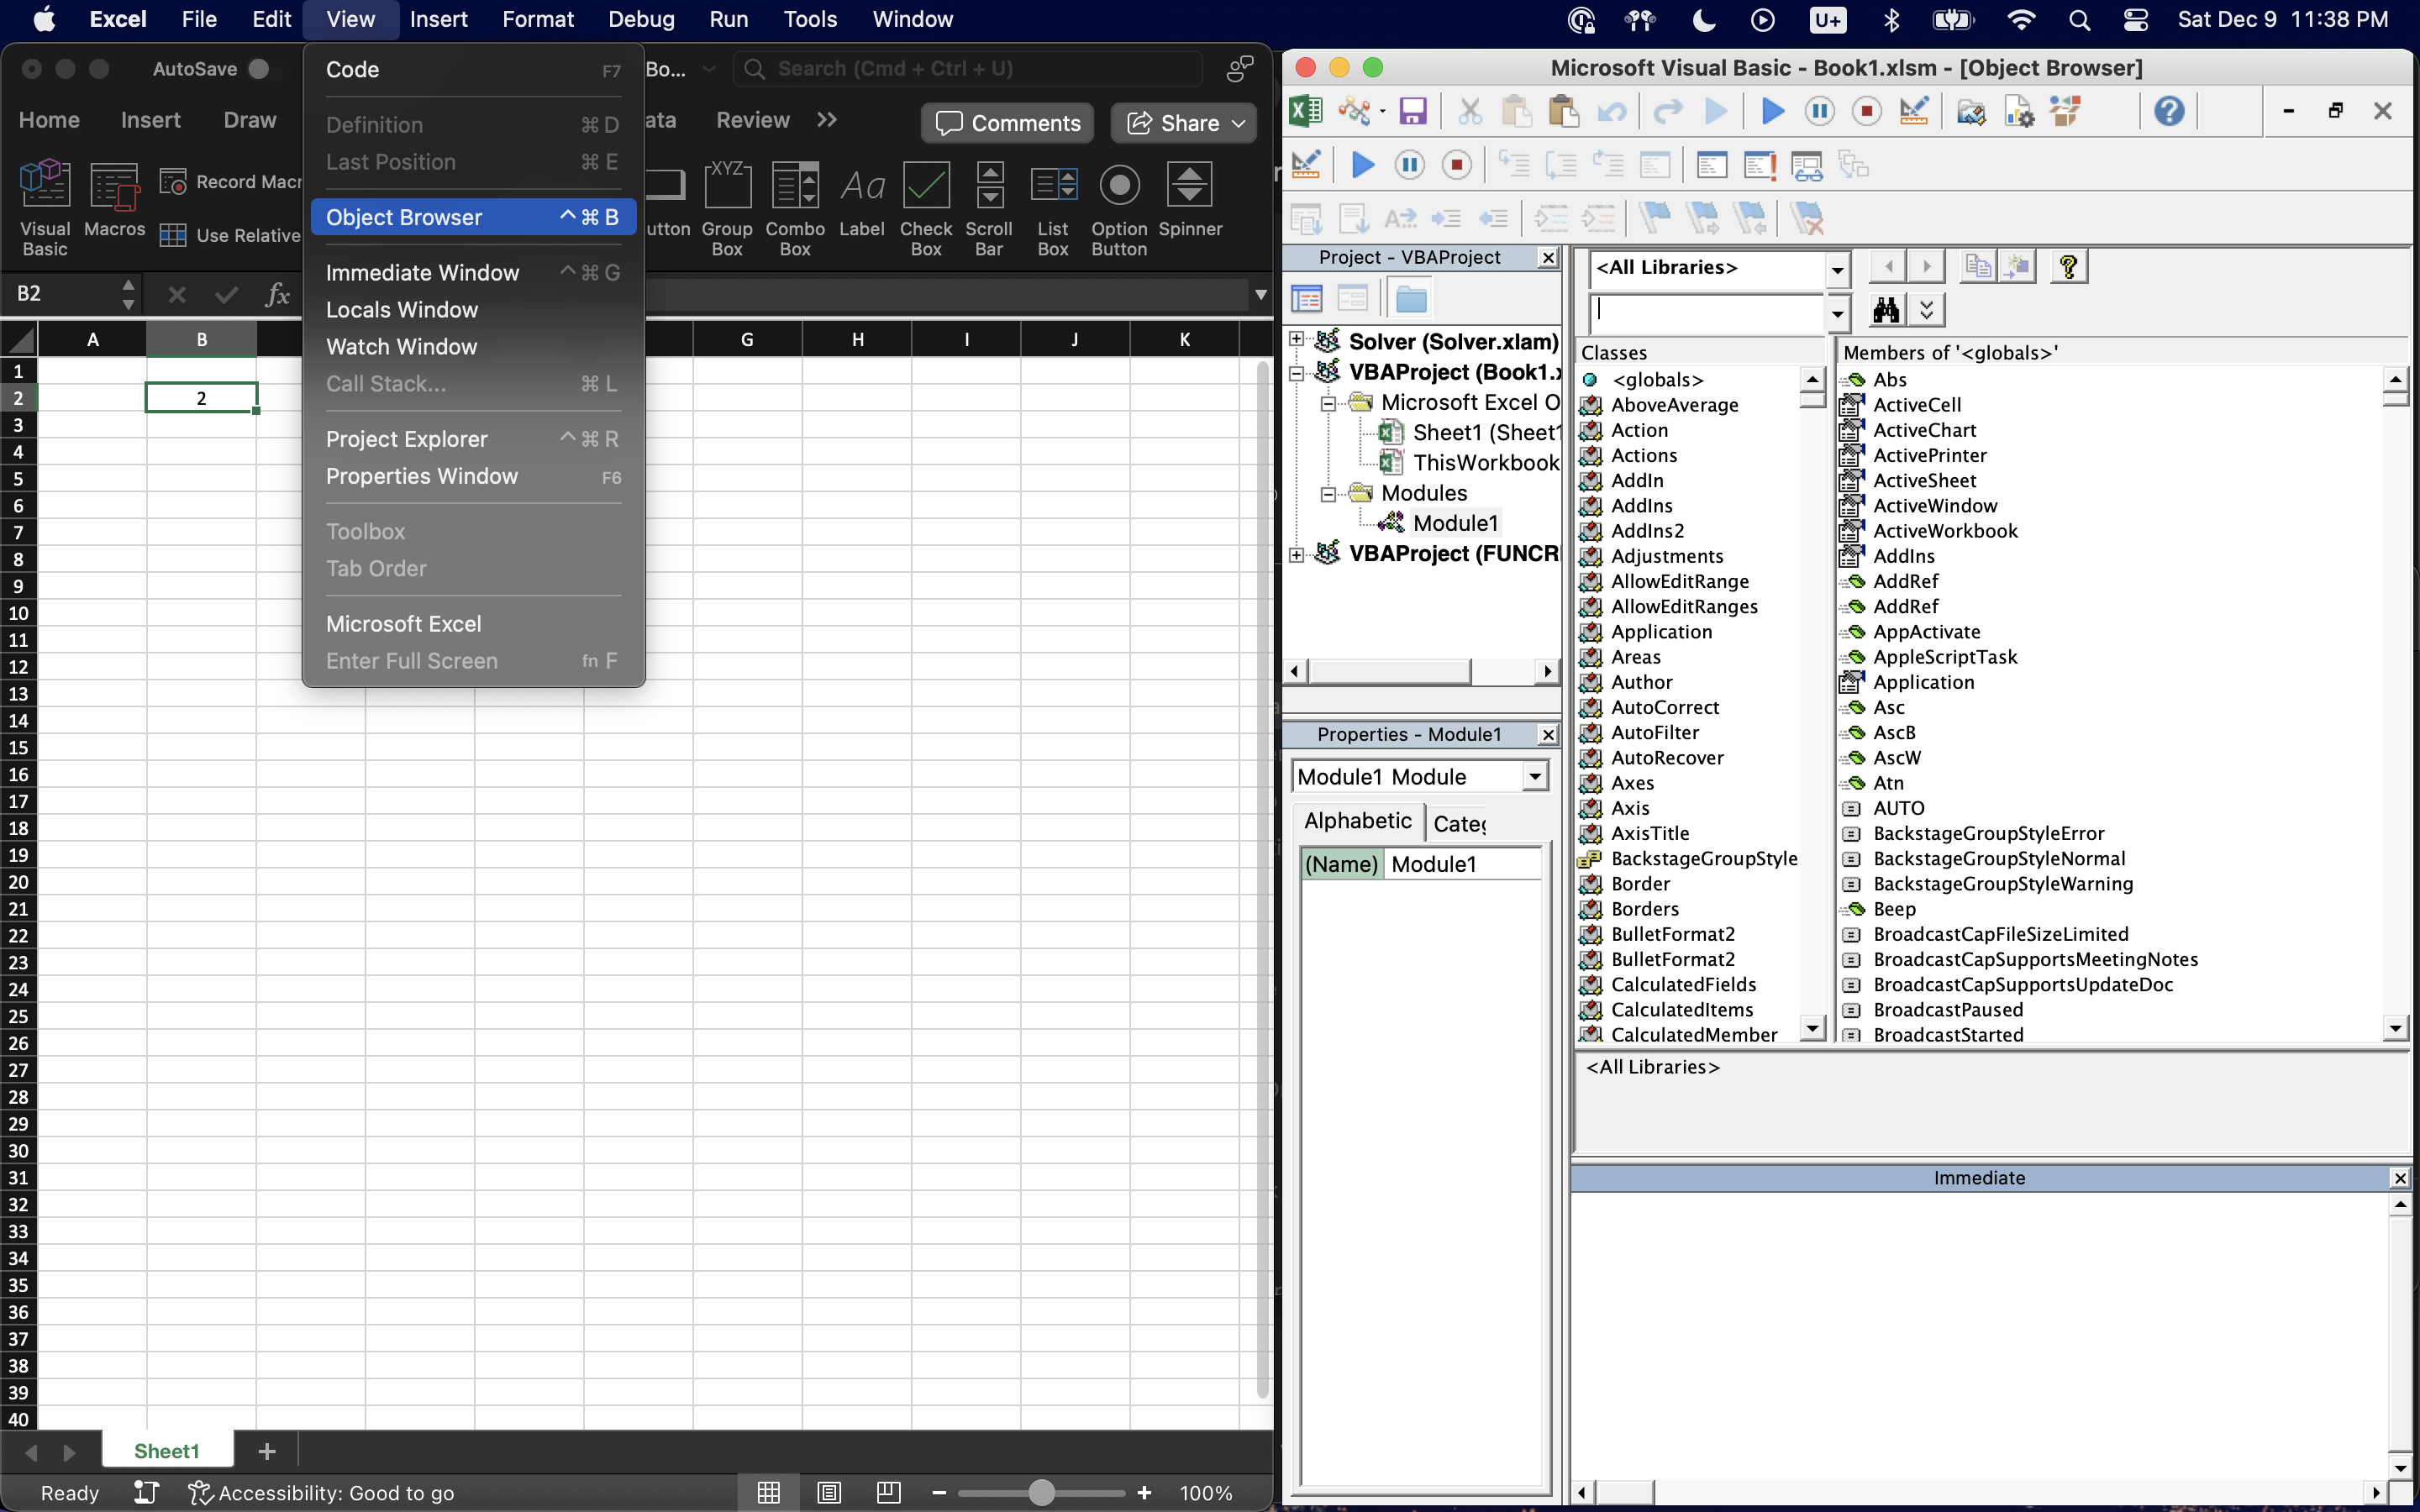 Excel File Edit View Insert Format Debug Run Tools Window
U+ Sat Dec 9 11:38 PM
AutoSave
Bo...
Search (Cmd + Ctrl + U)
Home Insert Draw
ata Review
Comments
Share
Visual Basic
Macros
Record Macr
Use Relative
utton
XYZ
Group Box
Combo Box
Aa
Label
Check Box
Scroll Bar
List Box
Option Button
Spinner
B2
fx
Code F7
Definition ⌘ D
Last Position ⌘ E
Object Browser ^ ⌘ B
Immediate Window ^ ⌘ G
Locals Window
Watch Window
Call Stack... ⌘ L
Project Explorer ^ ⌘ R
Properties Window F6
Toolbox
Tab Order
Microsoft Excel
Enter Full Screen fn F
A B G H I J K
1
2 2
3
4
5
6
7
8
9
10
11
12
13
14
15
16
17
18
19
20
21
22
23
24
25
26
27
28
29
30
31
32
33
34
35
36
37
38
39
40
Sheet1 +
Ready
Accessibility: Good to go
− + 100%
Microsoft Visual Basic - Book1.xlsm - [Object Browser]
Project - VBAProject
Solver (Solver.xlam)
VBAProject (Book1.x
Microsoft Excel O
Sheet1 (Sheet1
ThisWorkbook
Modules
Module1
VBAProject (FUNCR
Properties - Module1
Module1 Module
Alphabetic Categ
(Name) Module1
<All Libraries>
Classes
<globals>
AboveAverage
Action
Actions
AddIn
AddIns
AddIns2
Adjustments
AllowEditRange
AllowEditRanges
Application
Areas
Author
AutoCorrect
AutoFilter
AutoRecover
Axes
Axis
AxisTitle
BackstageGroupStyle
Border
Borders
BulletFormat2
BulletFormat2
CalculatedFields
CalculatedItems
CalculatedMember
Members of '<globals>'
Abs
ActiveCell
ActiveChart
ActivePrinter
ActiveSheet
ActiveWindow
ActiveWorkbook
AddIns
AddRef
AddRef
AppActivate
AppleScriptTask
Application
Asc
AscB
AscW
Atn
AUTO
BackstageGroupStyleError
BackstageGroupStyleNormal
BackstageGroupStyleWarning
Beep
BroadcastCapFileSizeLimited
BroadcastCapSupportsMeetingNotes
BroadcastCapSupportsUpdateDoc
BroadcastPaused
BroadcastStarted
<All Libraries>
Immediate